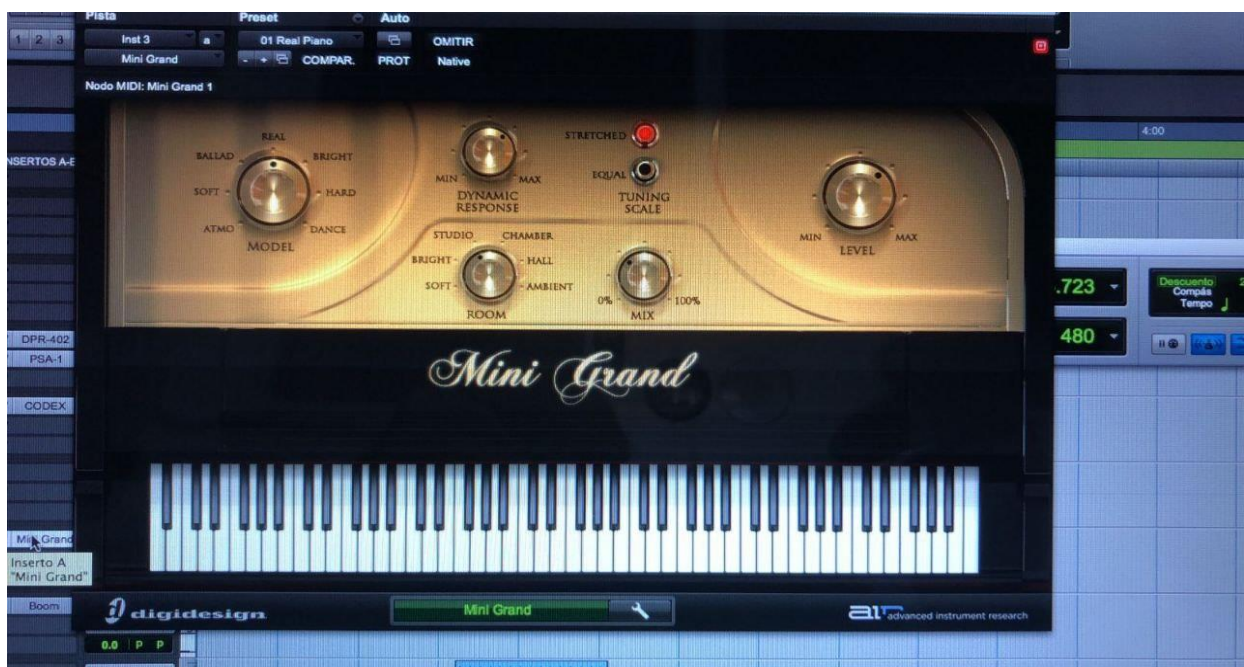 Pista Preset Auto
1 2 3 Inst 3 a 01 Real Piano OMITIR
Mini Grand - + COMPAR. PROT Native
Nodo MIDI: Mini Grand 1
4:00
INSERTOS A-E
REAL
BALLAD BRIGHT
SOFT HARD
ATMO DANCE
MODEL
MIN MAX
DYNAMIC
RESPONSE
STRETCHED
EQUAL
TUNING
SCALE
MIN MAX
LEVEL
STUDIO CHAMBER
BRIGHT HALL
SOFT AMBIENT
ROOM
0% 100%
MIX
.723
Descuento
Compás
Tempo
480
DPR-402
PSA-1
CODEX
Mini Grand
Mini Grand
Inserto A
"Mini Grand"
Boom
digidesign
Mini Grand
air advanced instrument research
0.0 P P